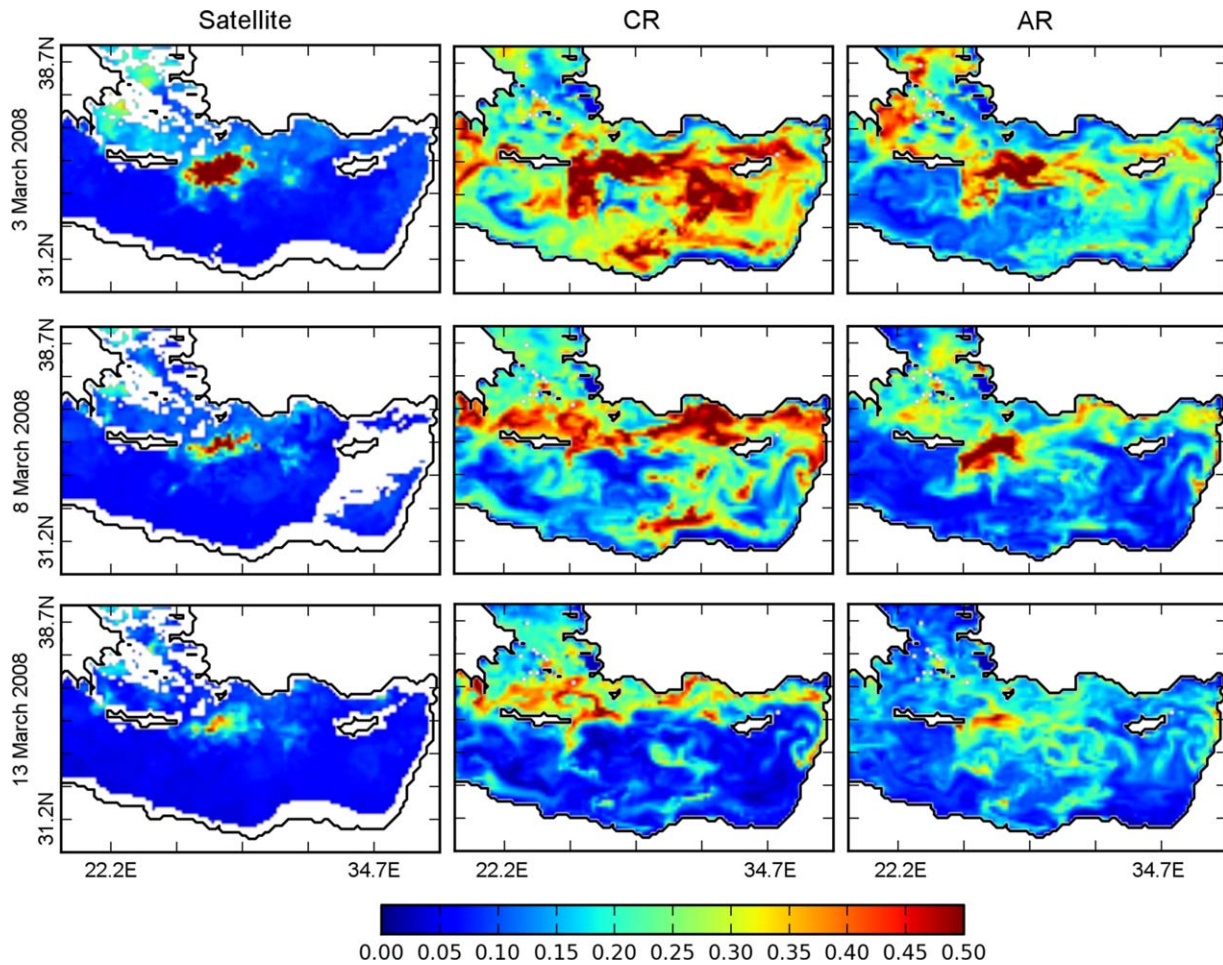 Satellite CR AR
3 March 2008
38.7N
31.2N
8 March 2008
38.7N
31.2N
13 March 2008
38.7N
31.2N
22.2E 34.7E 22.2E 34.7E 22.2E 34.7E
0.00 0.05 0.10 0.15 0.20 0.25 0.30 0.35 0.40 0.45 0.50